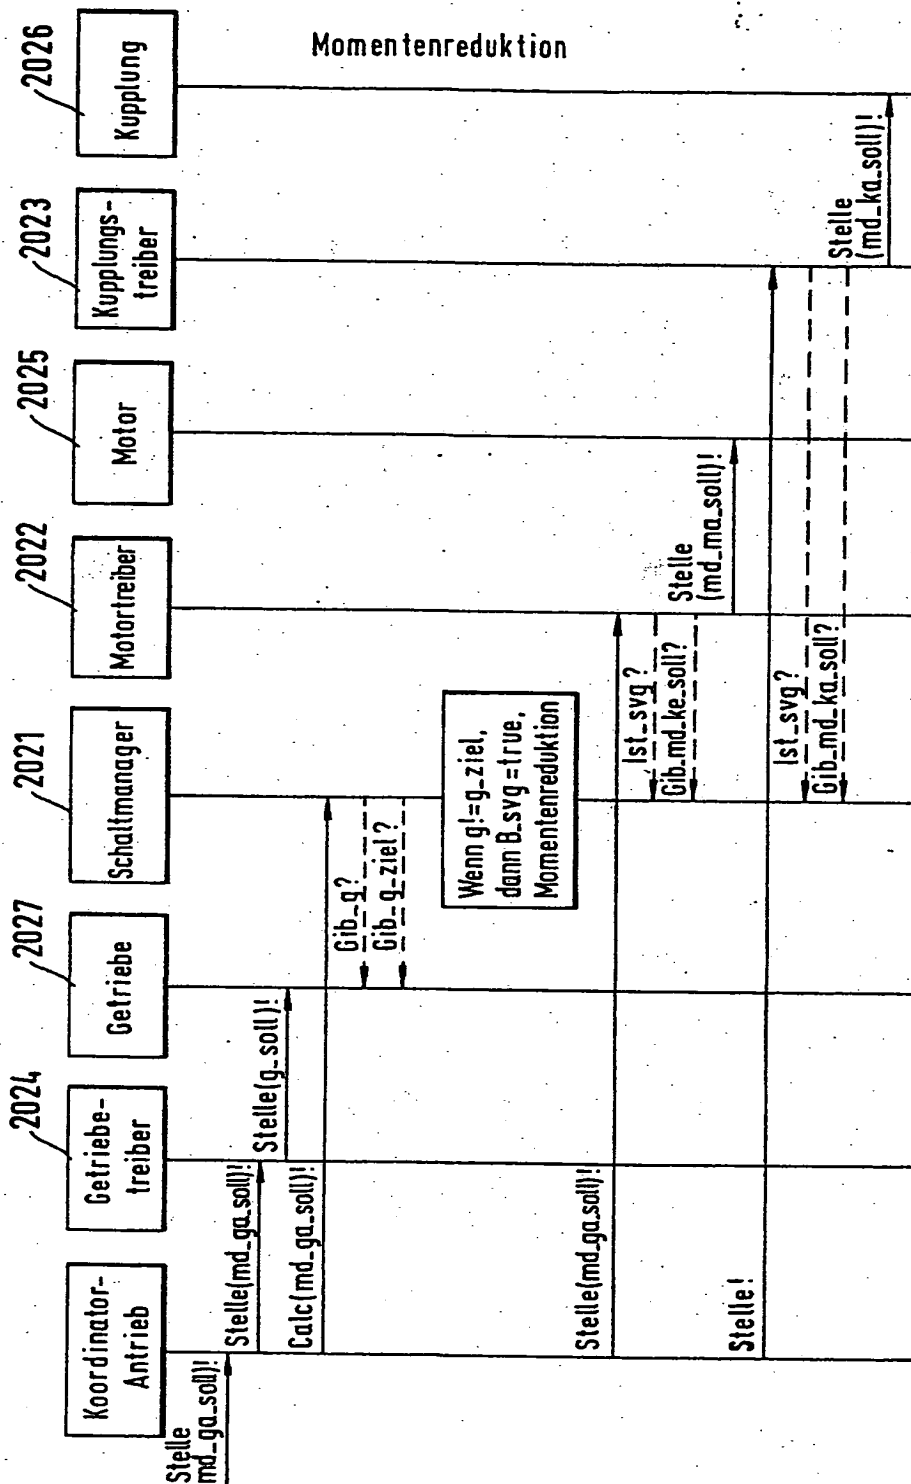 Momentenreduktion
2024
2027
2021
2022
2025
2023
2026
Koordinator-
Antrieb
Getriebe-
treiber
Getriebe
Schaltmanager
Motortreiber
Motor
Kupplungs-
treiber
Kupplung
Stelle
md_ga_soll)!
Stelle(md_ga_soll)!
Stelle(g_soll)!
Calc(md_ga_soll)!
Gib_g?
Gib_g_ziel?
Wenn g!=g_ziel,
dann B_svg=true,
Momentenreduktion
Stelle(md_ga_soll)!
Ist_svg?
Gib_md_ke_soll?
Stelle
(md_ma_soll)!
Stelle!
Ist_svg?
Gib_md_ka_soll?
Stelle
(md_ka_soll)!